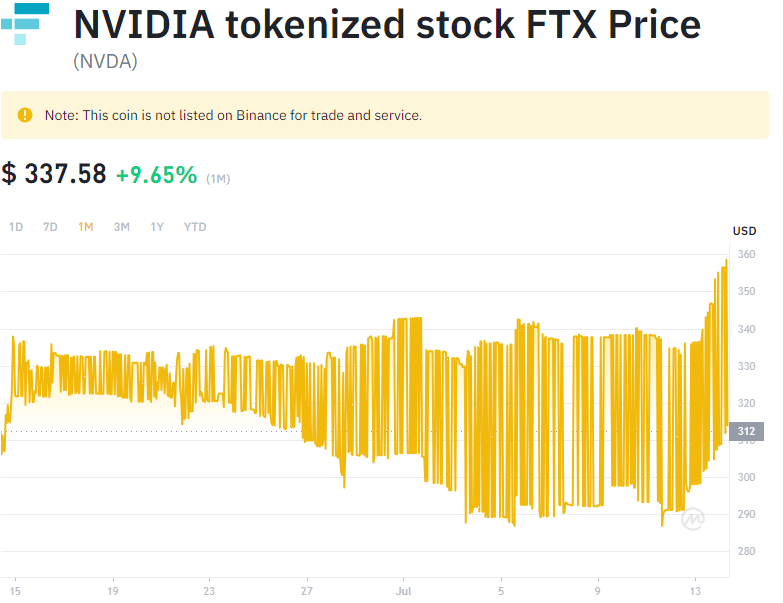 NVIDIA tokenized stock FTX Price
(NVDA)
Note: This coin is not listed on Binance for trade and service.
$ 337.58 +9.65% (1M)
1D 7D 1M 3M 1Y YTD
USD
360
350
340
330
320
312
300
290
280
15 19 23 27 Jul 5 9 13